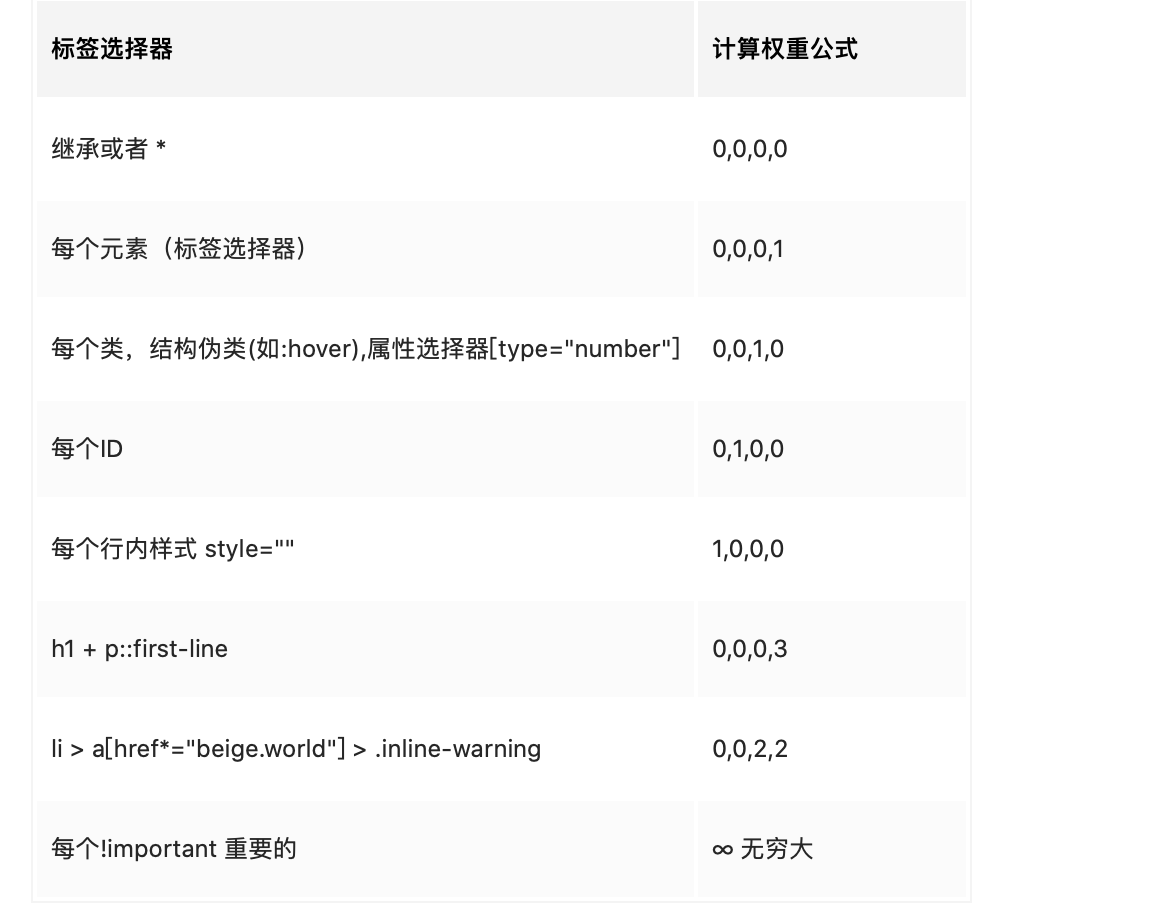 标签选择器 计算权重公式
继承或者 * 0,0,0,0
每个元素（标签选择器） 0,0,0,1
每个类，结构伪类(如:hover),属性选择器[type="number"] 0,0,1,0
每个ID 0,1,0,0
每个行内样式 style="" 1,0,0,0
h1 + p::first-line 0,0,0,3
li > a[href*="beige.world"] > .inline-warning 0,0,2,2
每个!important 重要的 ∞ 无穷大